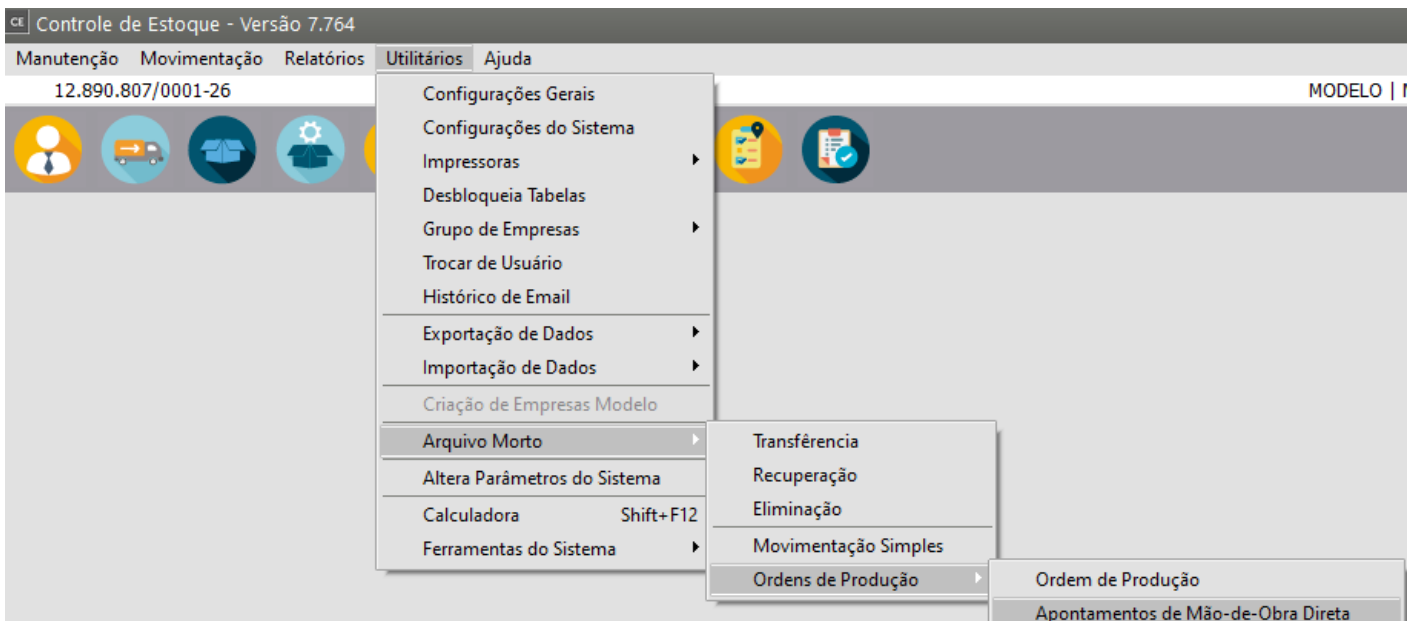 CE Controle de Estoque - Versão 7.764
Manutenção Movimentação Relatórios Utilitários Ajuda
12.890.807/0001-26 MODELO |
Configurações Gerais
Configurações do Sistema
Impressoras
Desbloqueia Tabelas
Grupo de Empresas
Trocar de Usuário
Histórico de Email
Exportação de Dados
Importação de Dados
Criação de Empresas Modelo
Arquivo Morto
Altera Parâmetros do Sistema
Calculadora Shift+F12
Ferramentas do Sistema
Transfêrencia
Recuperação
Eliminação
Movimentação Simples
Ordens de Produção
Ordem de Produção
Apontamentos de Mão-de-Obra Direta